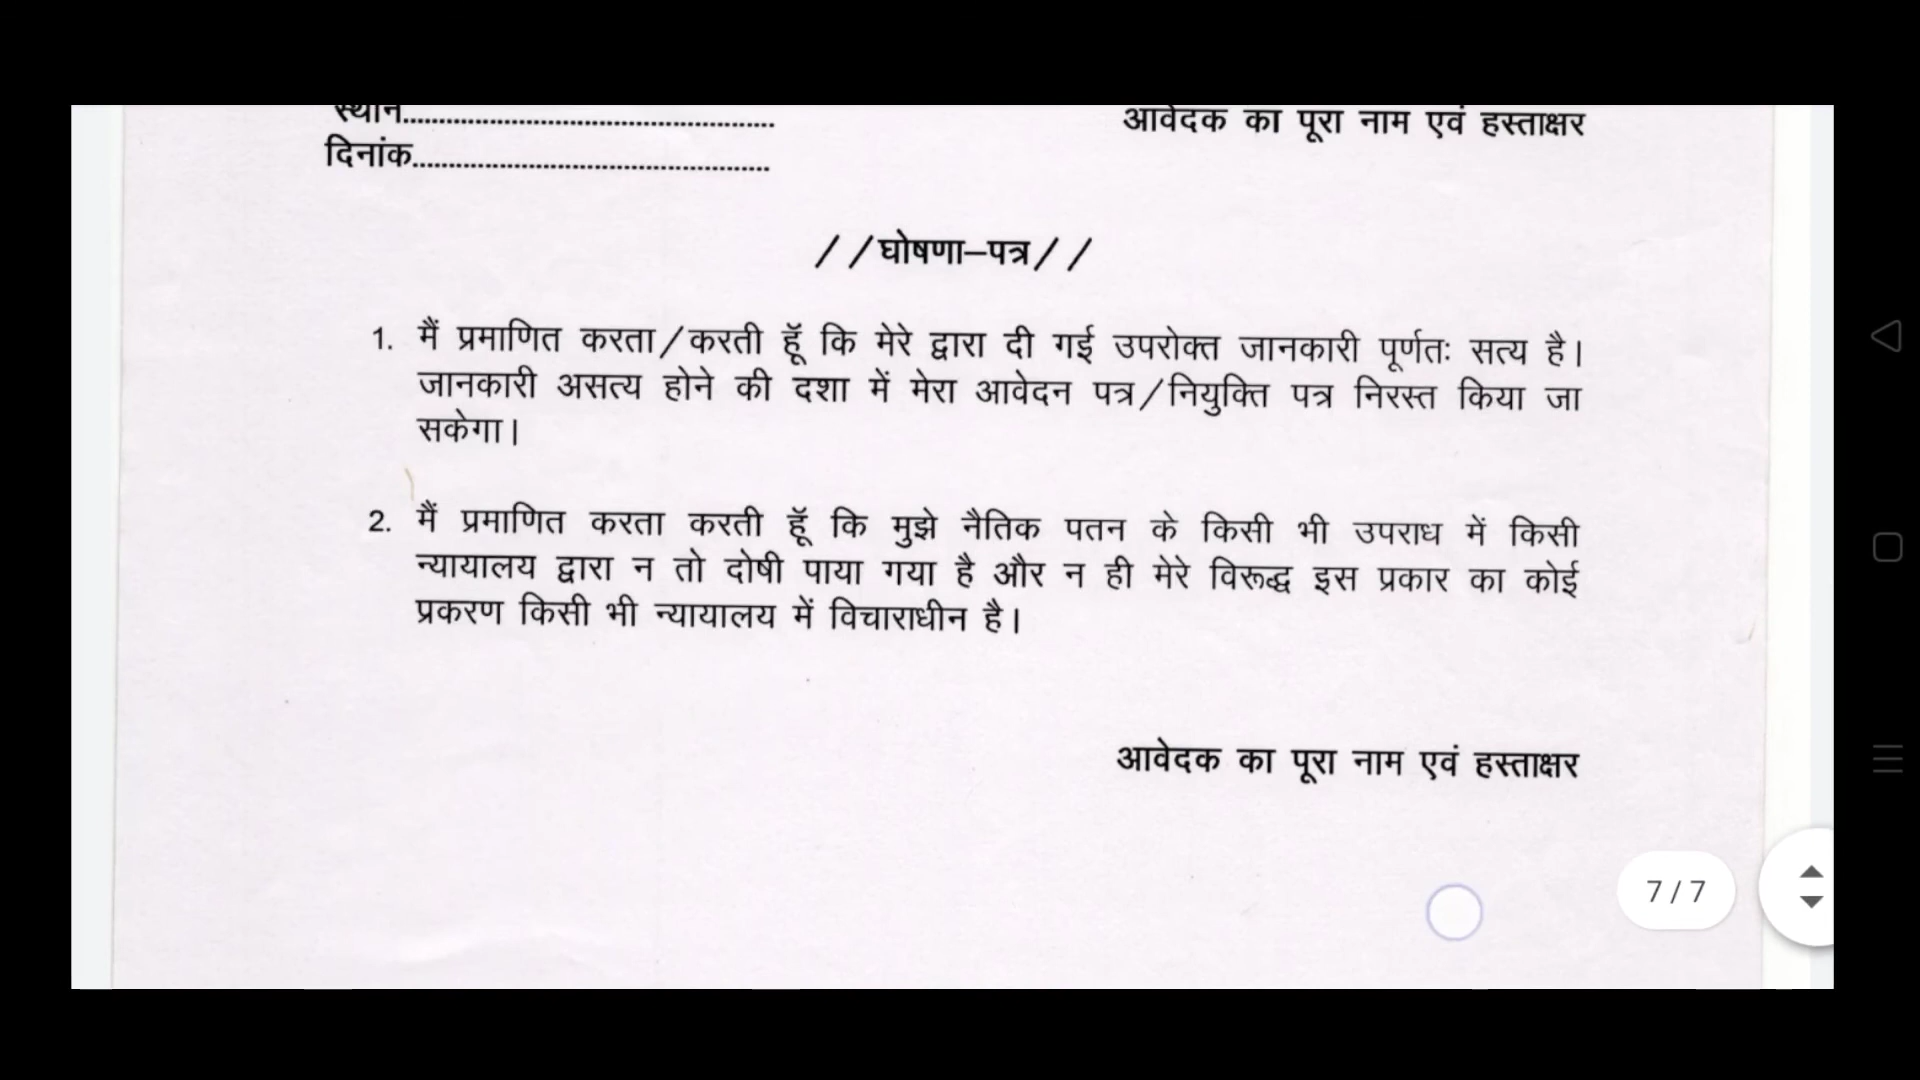 स्थान..................................................
दिनांक................................................
आवेदक का पूरा नाम एवं हस्ताक्षर
//घोषणा–पत्र//
1. मैं प्रमाणित करता/करती हूॅ कि मेरे द्वारा दी गई उपरोक्त जानकारी पूर्णतः सत्य है।
जानकारी असत्य होने की दशा में मेरा आवेदन पत्र/नियुक्ति पत्र निरस्त किया जा
सकेगा।
2. मैं प्रमाणित करता करती हूॅ कि मुझे नैतिक पतन के किसी भी उपराध में किसी
न्यायालय द्वारा न तो दोषी पाया गया है और न ही मेरे विरूद्ध इस प्रकार का कोई
प्रकरण किसी भी न्यायालय में विचाराधीन है।
आवेदक का पूरा नाम एवं हस्ताक्षर
7/7